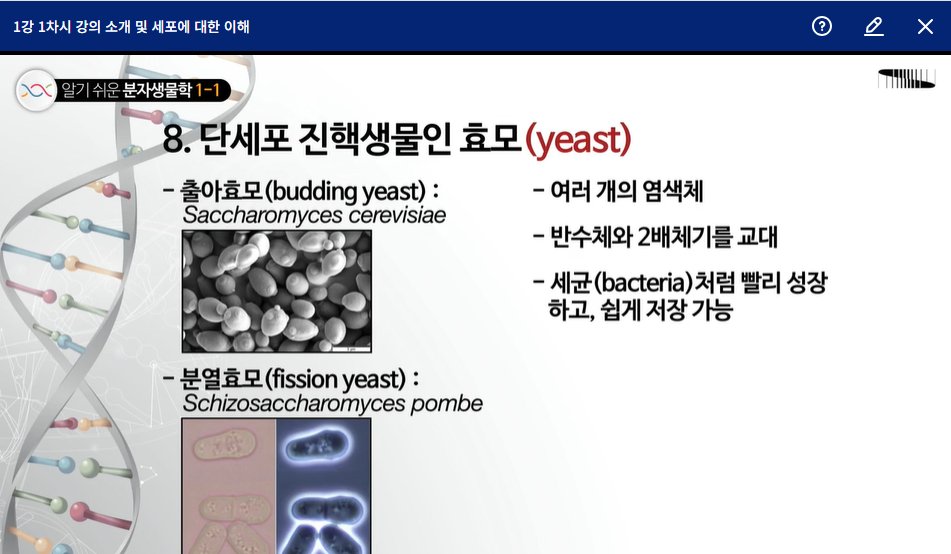 1강 1차시 강의 소개 및 세포에 대한 이해
알기 쉬운 분자생물학 1-1
8. 단세포 진핵생물인 효모(yeast)
- 출아효모(budding yeast) :
Saccharomyces cerevisiae
- 분열효모(fission yeast) :
Schizosaccharomyces pombe
- 여러 개의 염색체
- 반수체와 2배체기를 교대
- 세균(bacteria)처럼 빨리 성장
하고, 쉽게 저장 가능